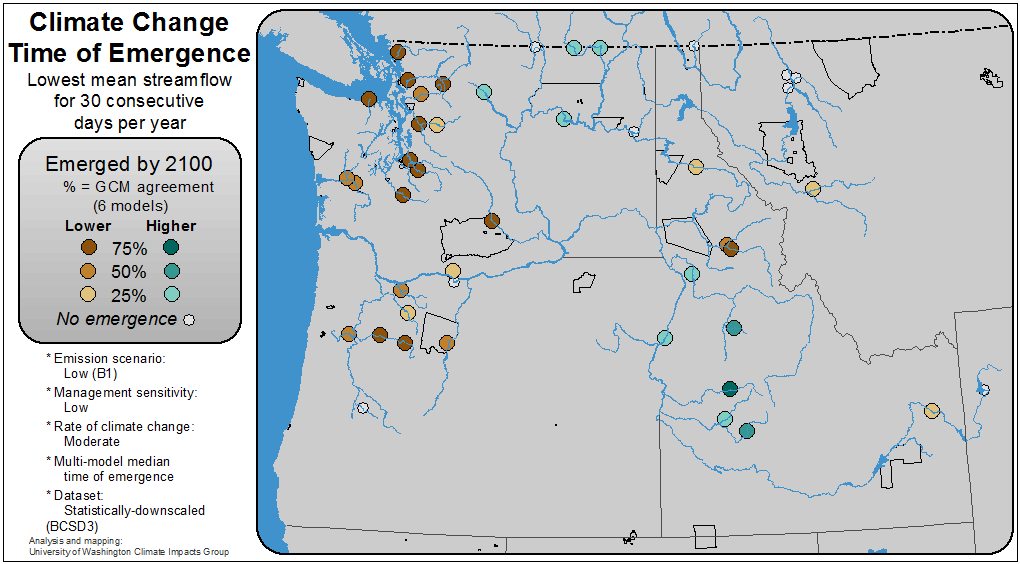 Climate Change
Time of Emergence
Lowest mean streamflow
for 30 consecutive
days per year
Emerged by 2100
% = GCM agreement
(6 models)
Lower Higher
75%
50%
25%
No emergence
* Emission scenario:
Low (B1)
* Management sensitivity:
Low
* Rate of climate change:
Moderate
* Multi-model median
time of emergence
* Dataset:
Statistically-downscaled
(BCSD3)
Analysis and mapping:
University of Washington Climate Impacts Group